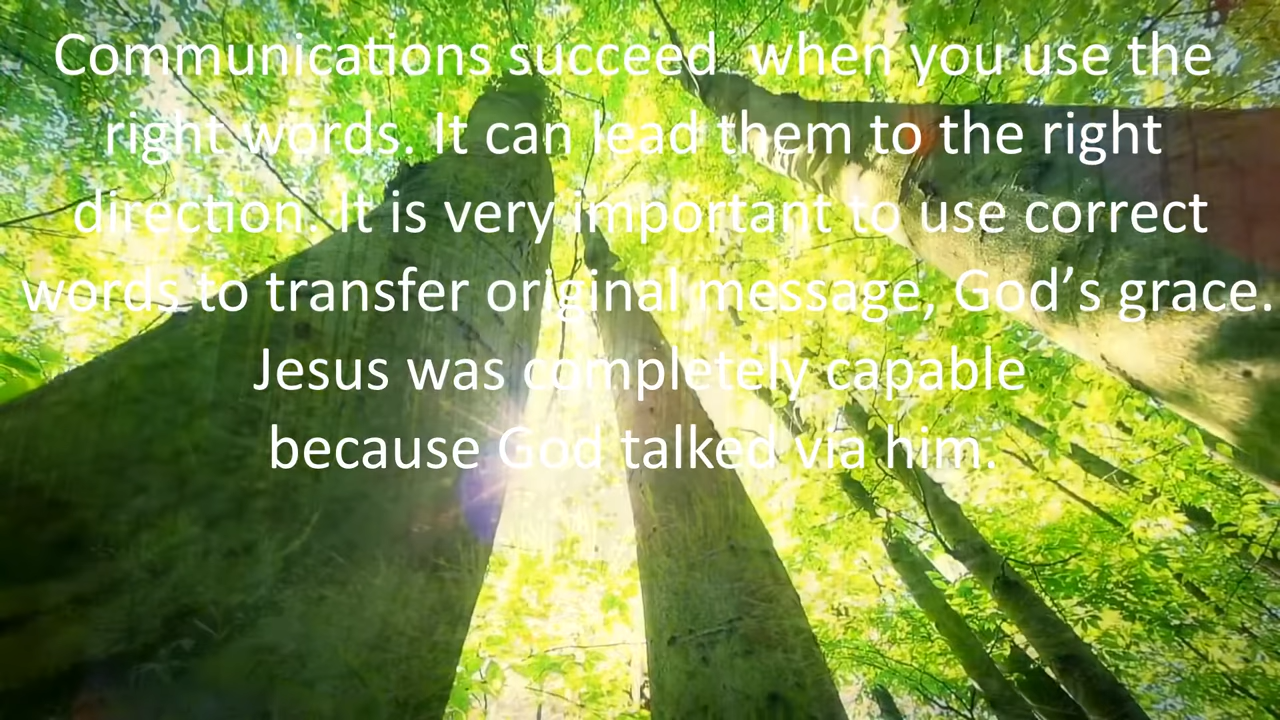 Communications succeed  when you use the
right words. It can lead them to the right
direction. It is very important to use correct
words to transfer original message, God’s grace.
Jesus was completely capable
because God talked via him.